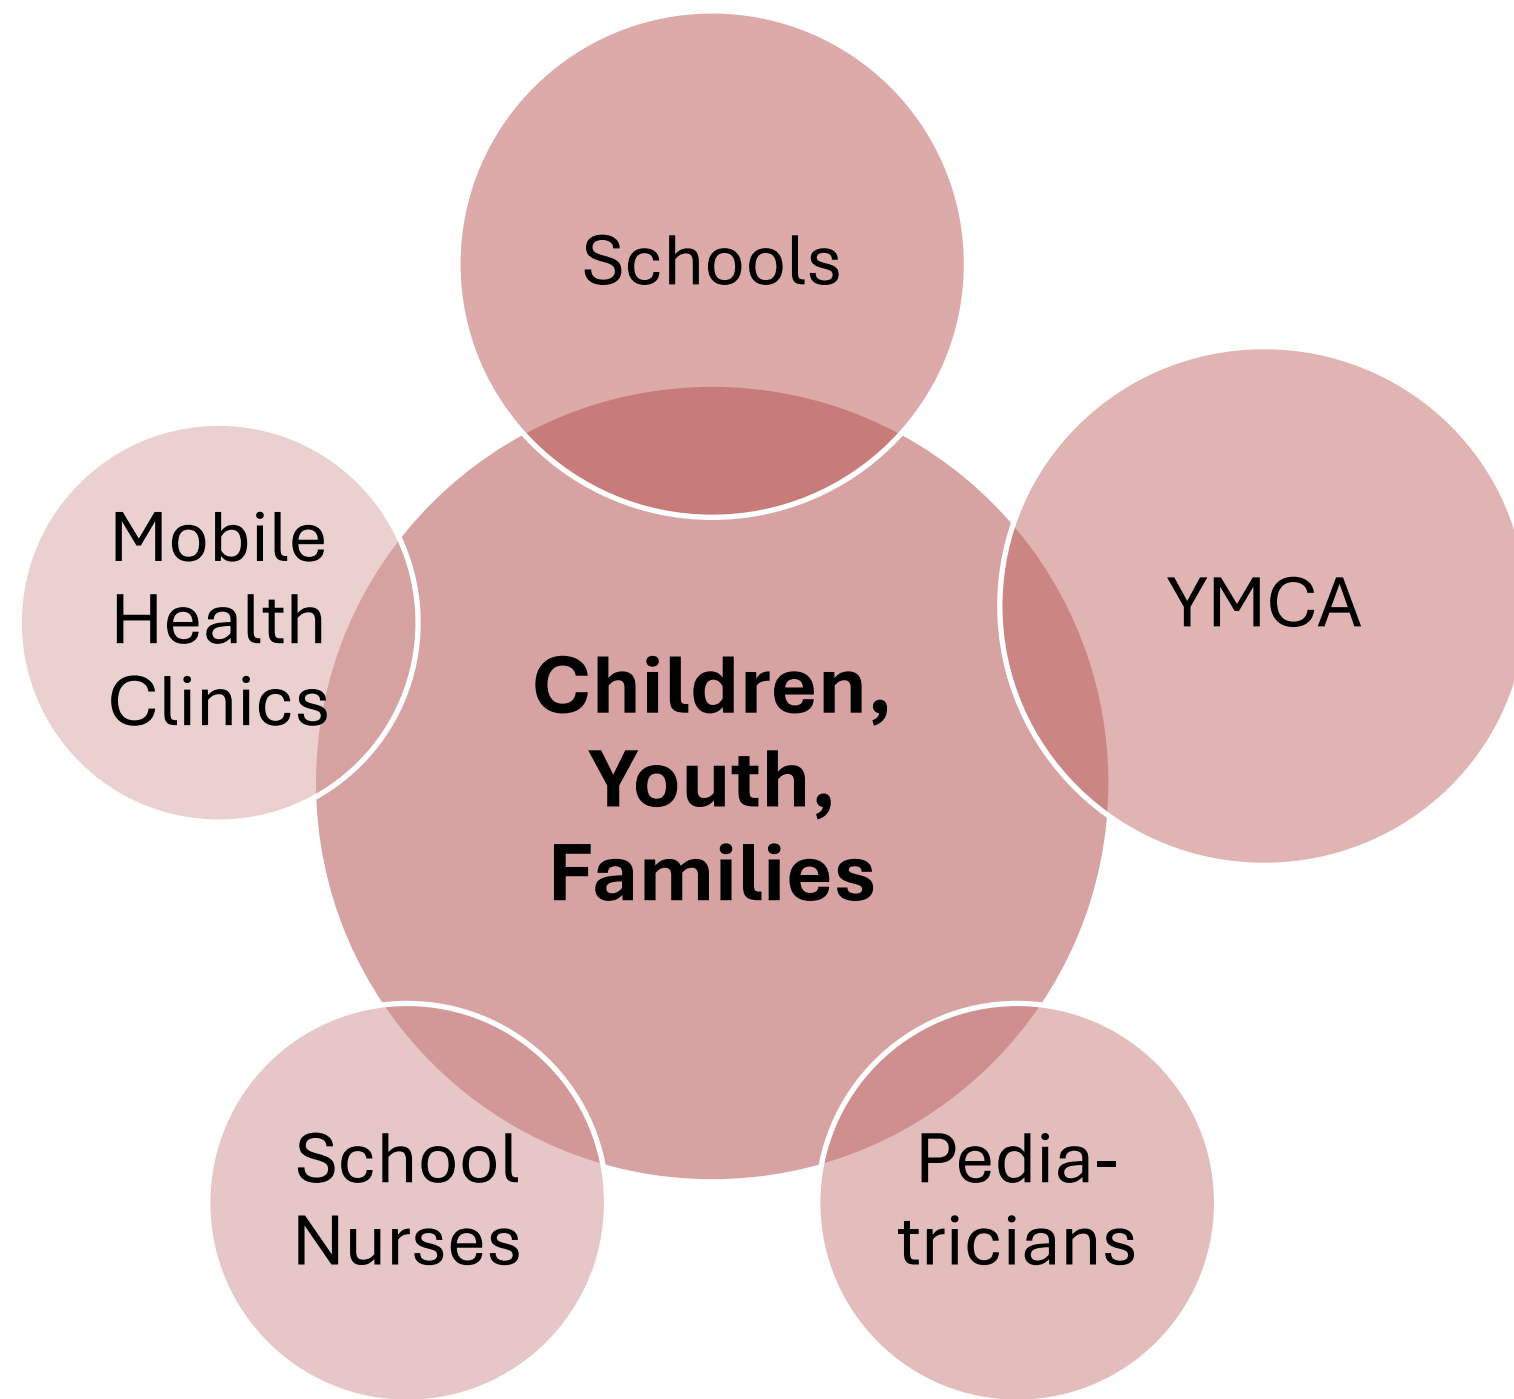 Schools
YMCA
Mobile
Health
Clinics
Children,
Youth,
Families
School
Nurses
Pedia-
tricians